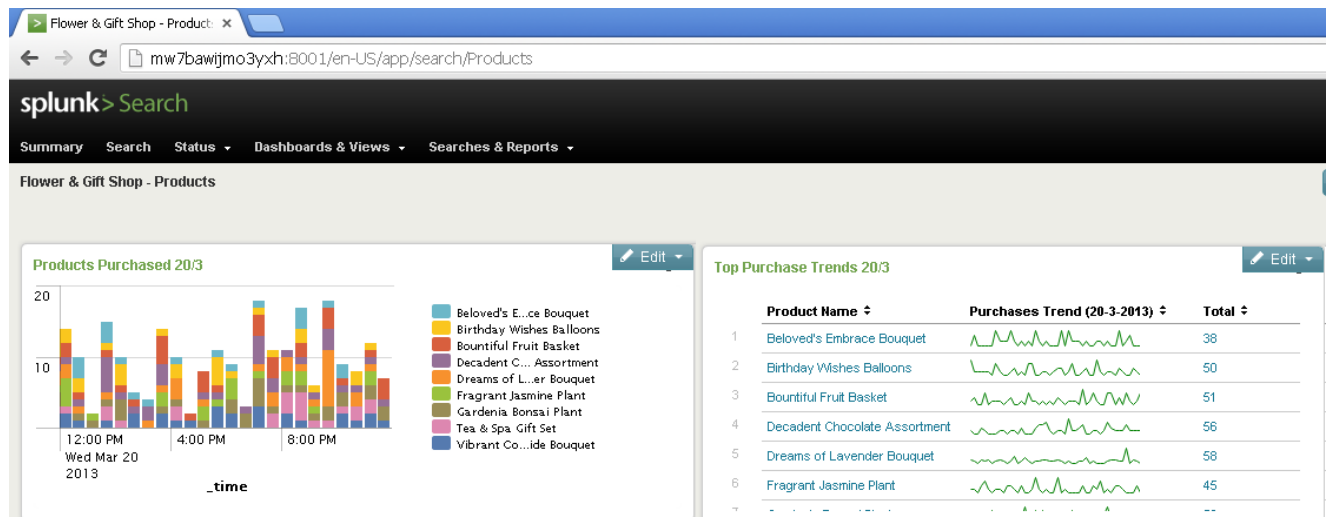 Flower & Gift Shop - Product
mw7bawijmo3yxh:8001/en-US/app/search/Products
splunk> Search
Summary Search Status Dashboards & Views Searches & Reports
Flower & Gift Shop - Products
Products Purchased 20/3
Edit
20
10
12:00 PM 4:00 PM 8:00 PM
Wed Mar 20
2013
_time
Beloved's E...ce Bouquet
Birthday Wishes Balloons
Bountiful Fruit Basket
Decadent C... Assortment
Dreams of L...er Bouquet
Fragrant Jasmine Plant
Gardenia Bonsai Plant
Tea & Spa Gift Set
Vibrant Co...ide Bouquet
Top Purchase Trends 20/3
Edit
Product Name Purchases Trend (20-3-2013) Total
1 Beloved's Embrace Bouquet 38
2 Birthday Wishes Balloons 50
3 Bountiful Fruit Basket 51
4 Decadent Chocolate Assortment 56
5 Dreams of Lavender Bouquet 58
6 Fragrant Jasmine Plant 45